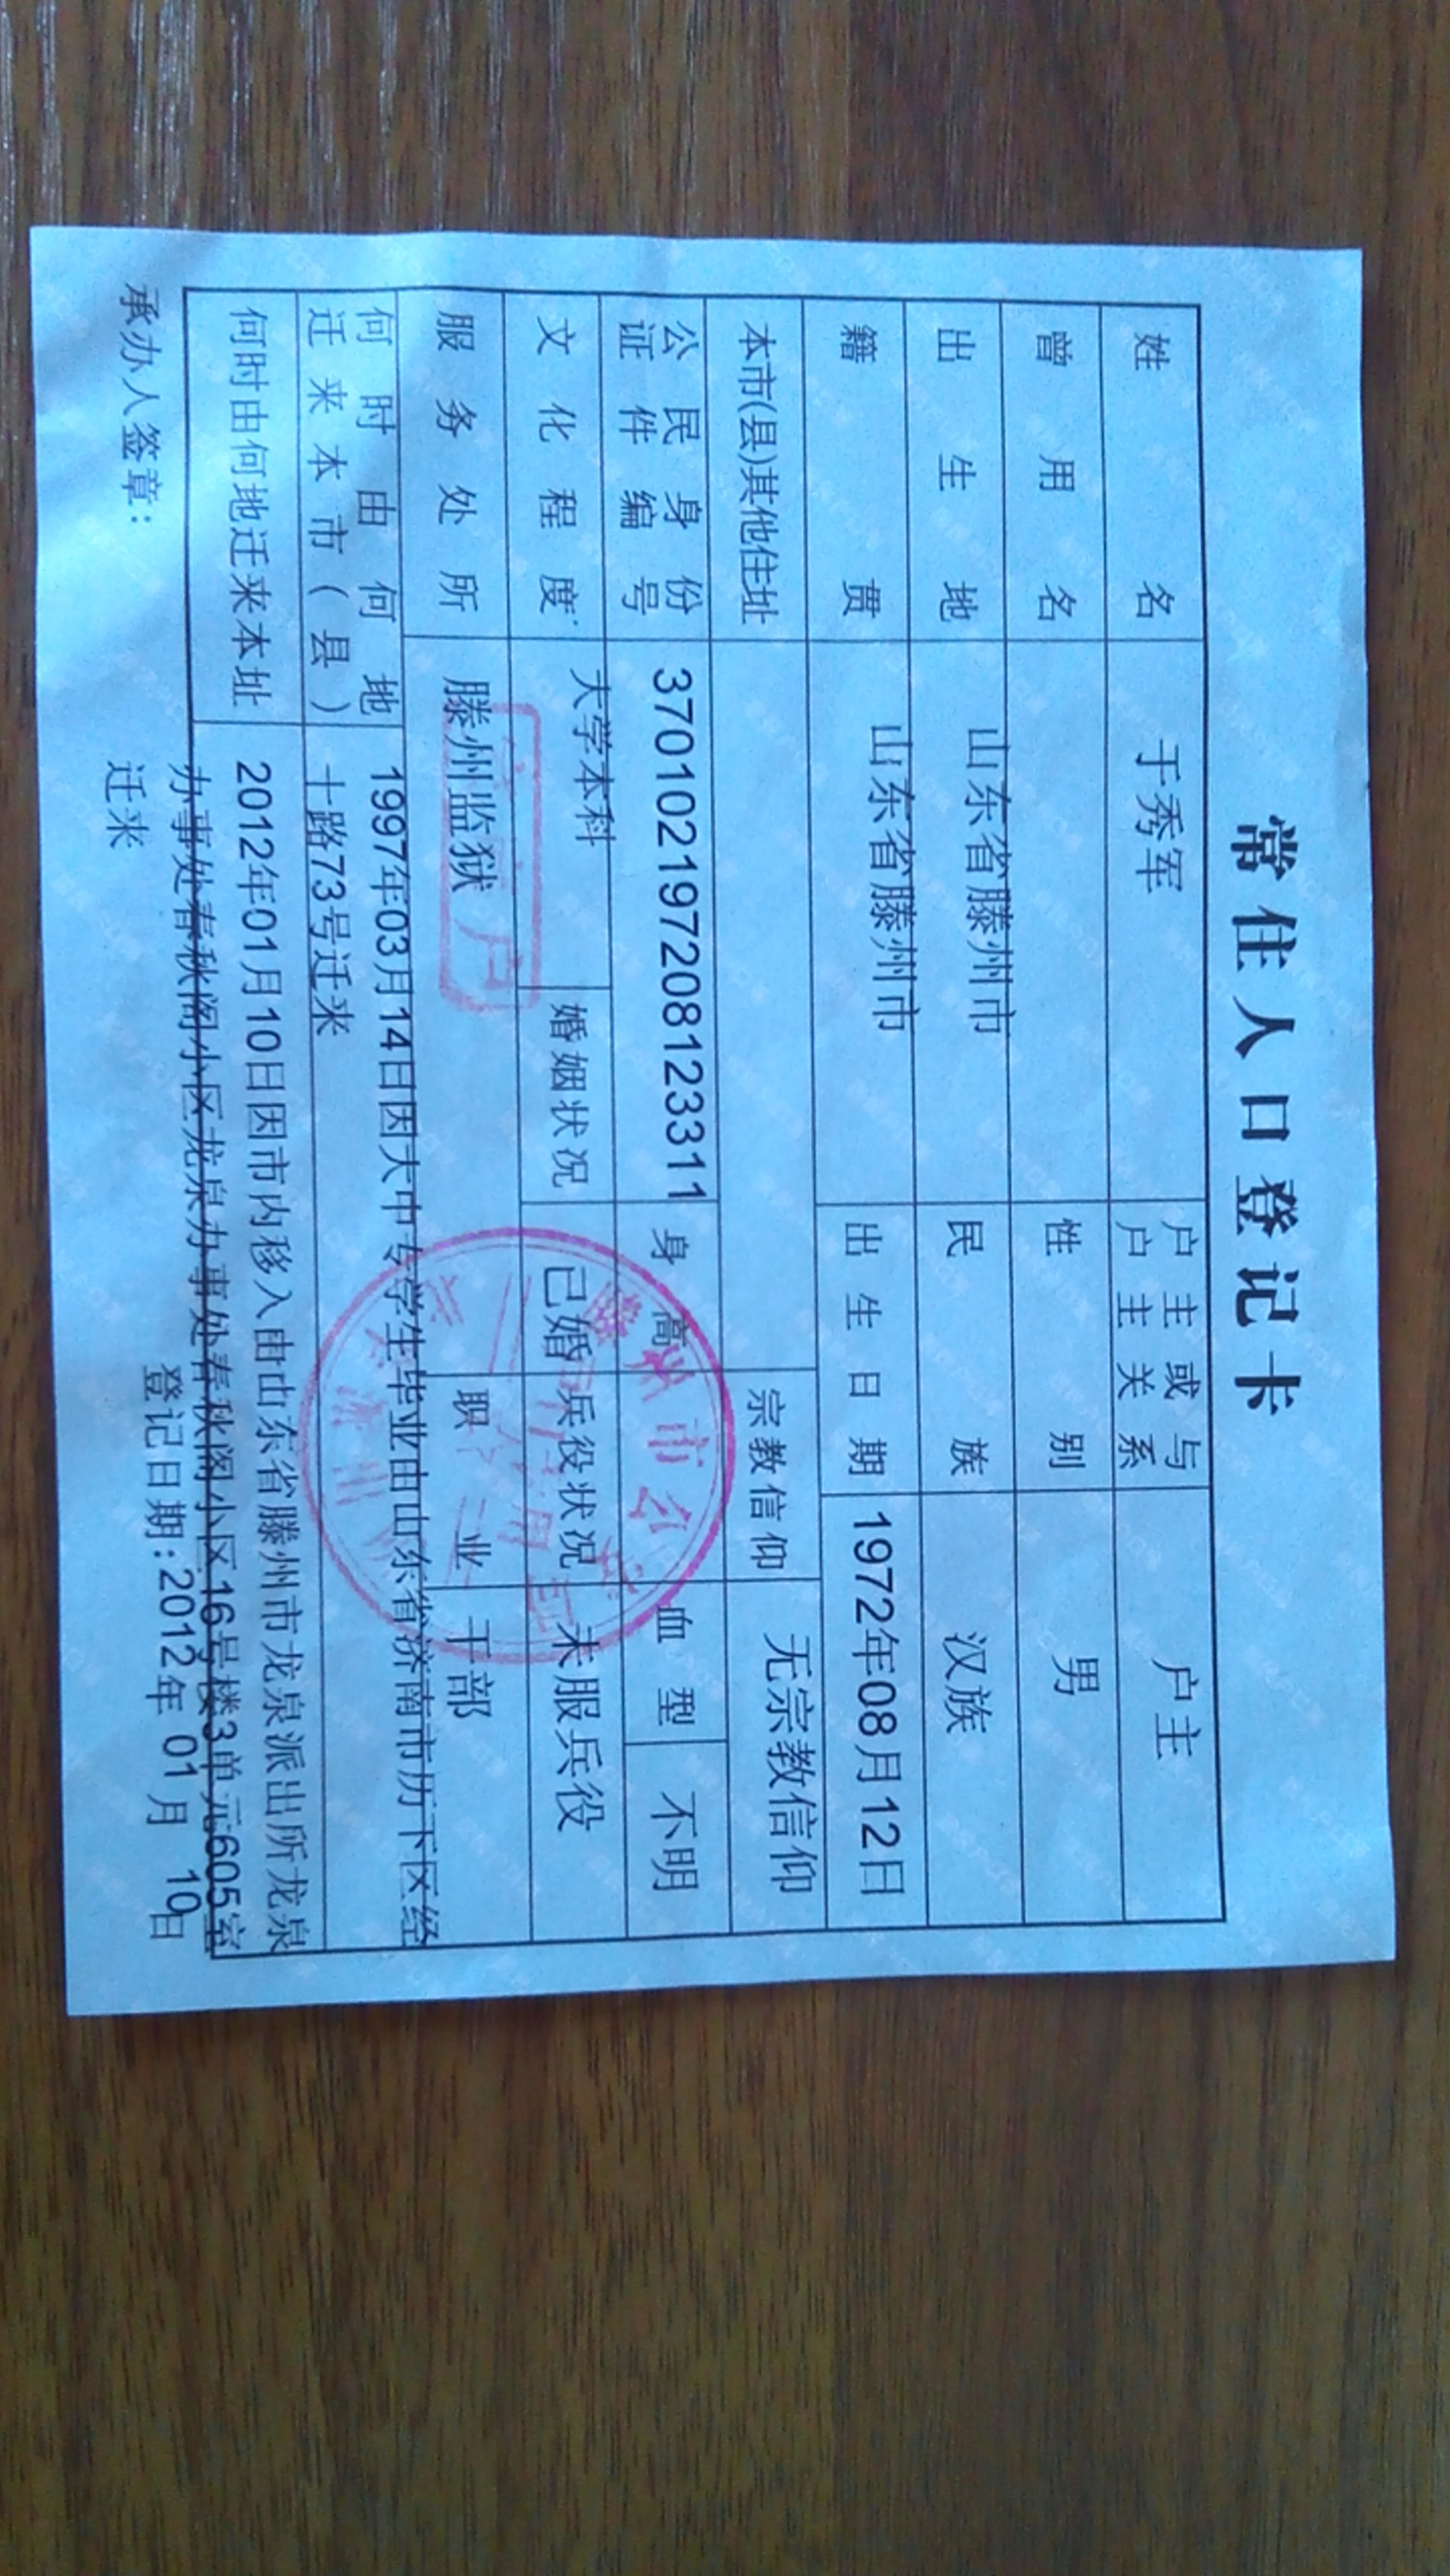 常住人口登记卡
姓名 于秀军 户主或与户主关系 户主
曾用名 性别 男
出生地 山东省滕州市 民族 汉族
籍贯 山东省滕州市 出生日期 1972年08月12日
本市(县)其他住址 宗教信仰 无宗教信仰
公民身份证件编号 370102197208123311 身高 血型 不明
文化程度 大学本科 婚姻状况 已婚 兵役状况 未服兵役
服务处所 滕州监狱 职业 干部
何时由何地迁来本市(县) 1997年03月14日因大中专学生毕业由山东省济南市历下区经
十路73号迁来
何时由何地迁来本址 2012年01月10日因市内移入由山东省滕州市龙泉派出所龙泉
办事处春秋阁小区龙泉办事处春秋阁小区16号楼3单元605室
迁来
承办人签章： 登记日期：2012年 01月 10日